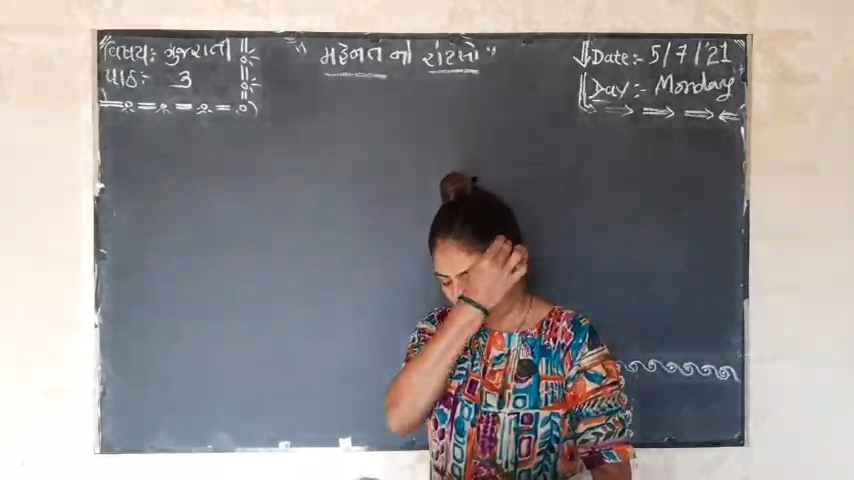 વિષય:- ગુજરાતી
પાઠ:- 3
" મહેનત નો રોટલો "
Date:- 5/7/21
Day:- Monday